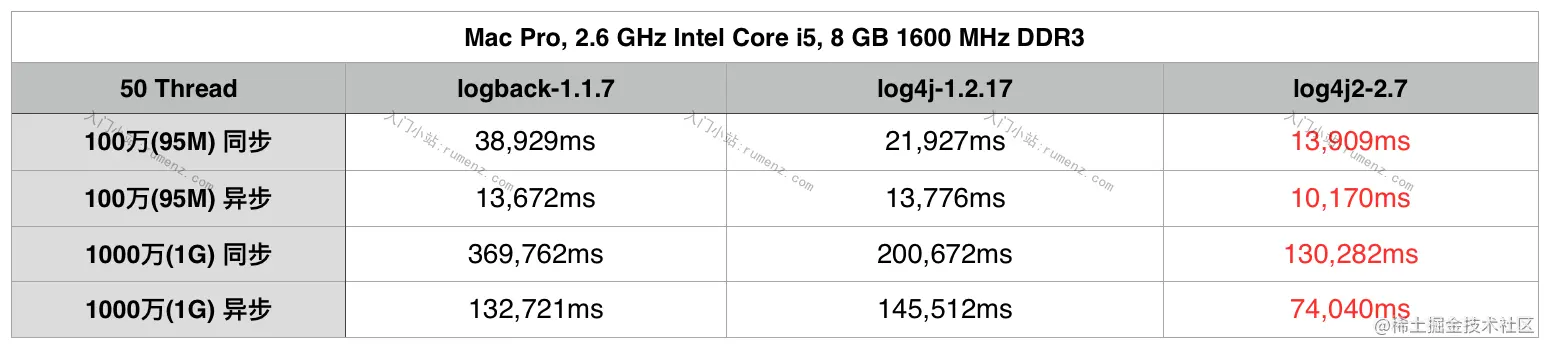 Mac Pro, 2.6 GHz Intel Core i5, 8 GB 1600 MHz DDR3
50 Thread logback-1.1.7 log4j-1.2.17 log4j2-2.7
100万(95M) 同步 38,929ms 21,927ms 13,909ms
100万(95M) 异步 13,672ms 13,776ms 10,170ms
1000万(1G) 同步 369,762ms 200,672ms 130,282ms
1000万(1G) 异步 132,721ms 145,512ms 74,040ms
入门小站:rumenz.com
入门小站:rumenz.com
入门小站:rumenz.com
入门小站:rumenz.com
@稀土掘金技术社区